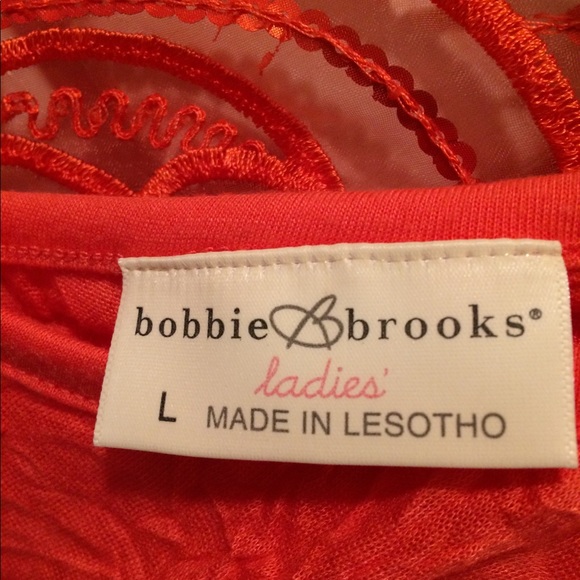 bobbie brooks®
ladies'
L MADE IN LESOTHO